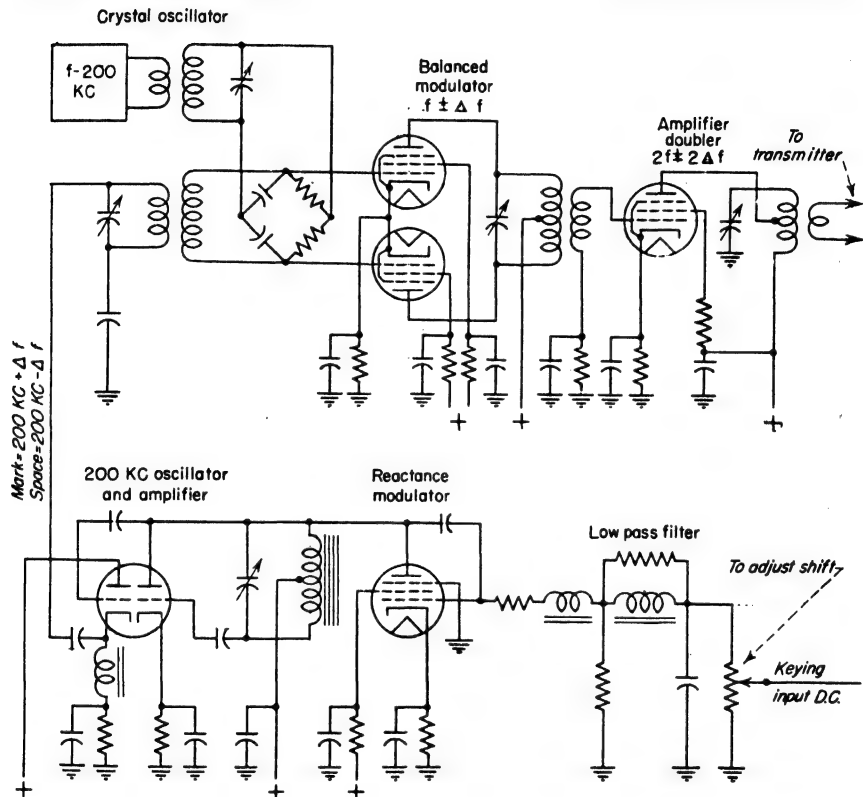 Crystal oscillator
f-200
KC
Balanced
modulator
f ± Δ f
Amplifier
doubler
2f ± 2Δf
To
transmitter
Mark=200 KC+Δ f
Space=200 KC-Δ f
+
+
+
200 KC oscillator
and amplifier
Reactance
modulator
Low pass filter
To adjust shift
Keying
input D.C.
+
+
+